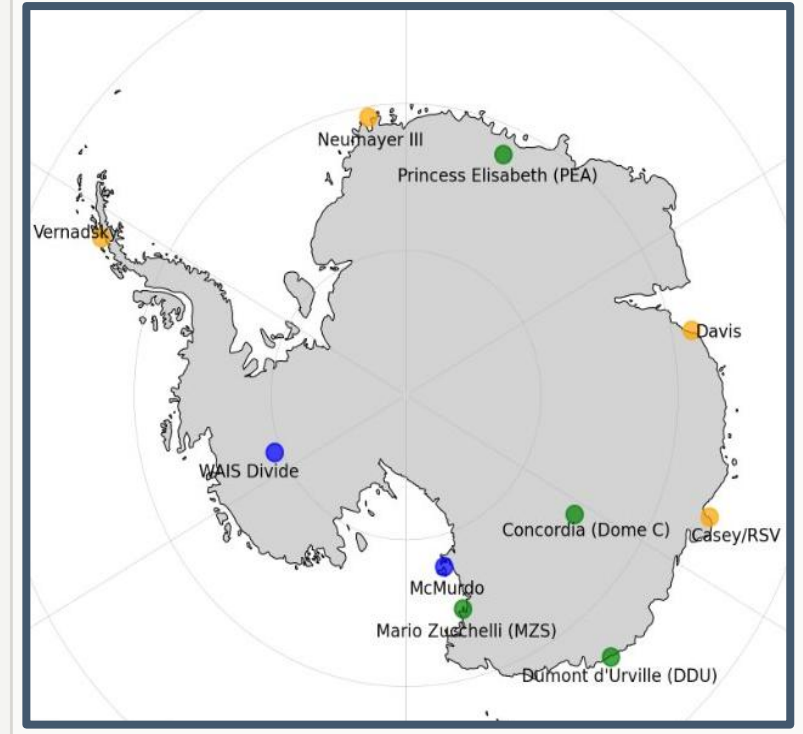 Neumayer III
Princess Elisabeth (PEA)
Vernadsky
Davis
WAIS Divide
Concordia (Dome C)
Casey/RSV
McMurdo
Mario Zucchelli (MZS)
Dumont d'Urville (DDU)